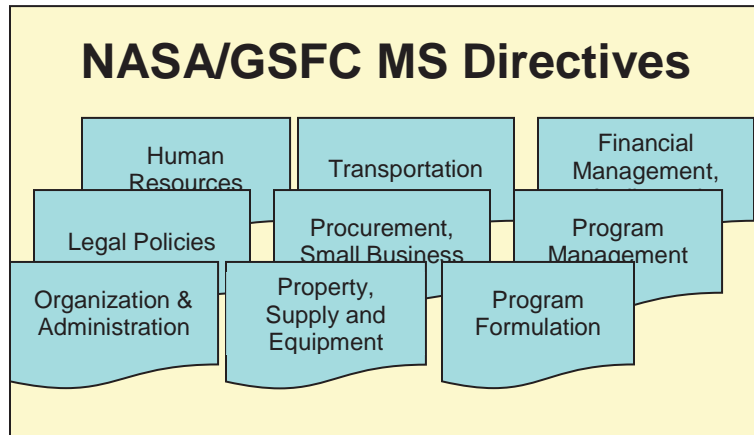 NASA/GSFC MS Directives
Human
Resources
Transportation
Financial
Management,
Legal Policies
Procurement,
Small Business
Program
Management
Organization &
Administration
Property,
Supply and
Equipment
Program
Formulation